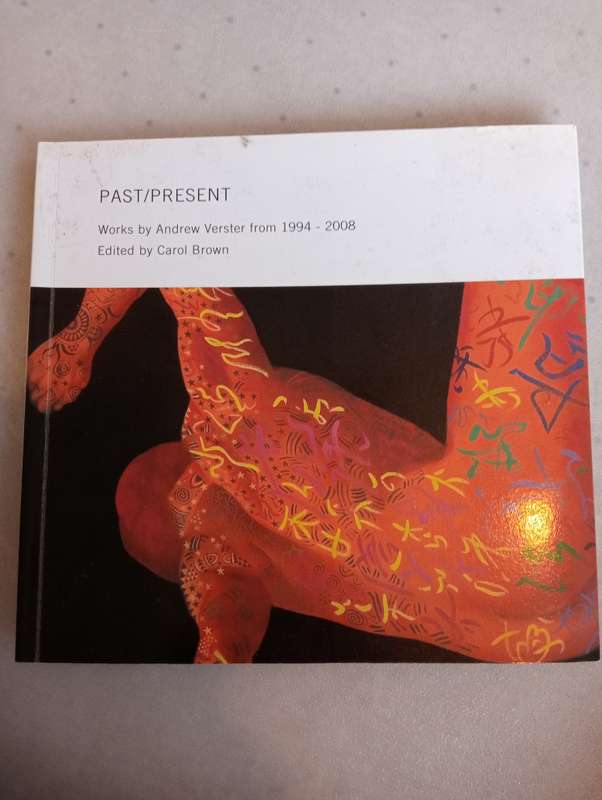 PAST/PRESENT
Works by Andrew Verster from 1994 - 2008
Edited by Carol Brown